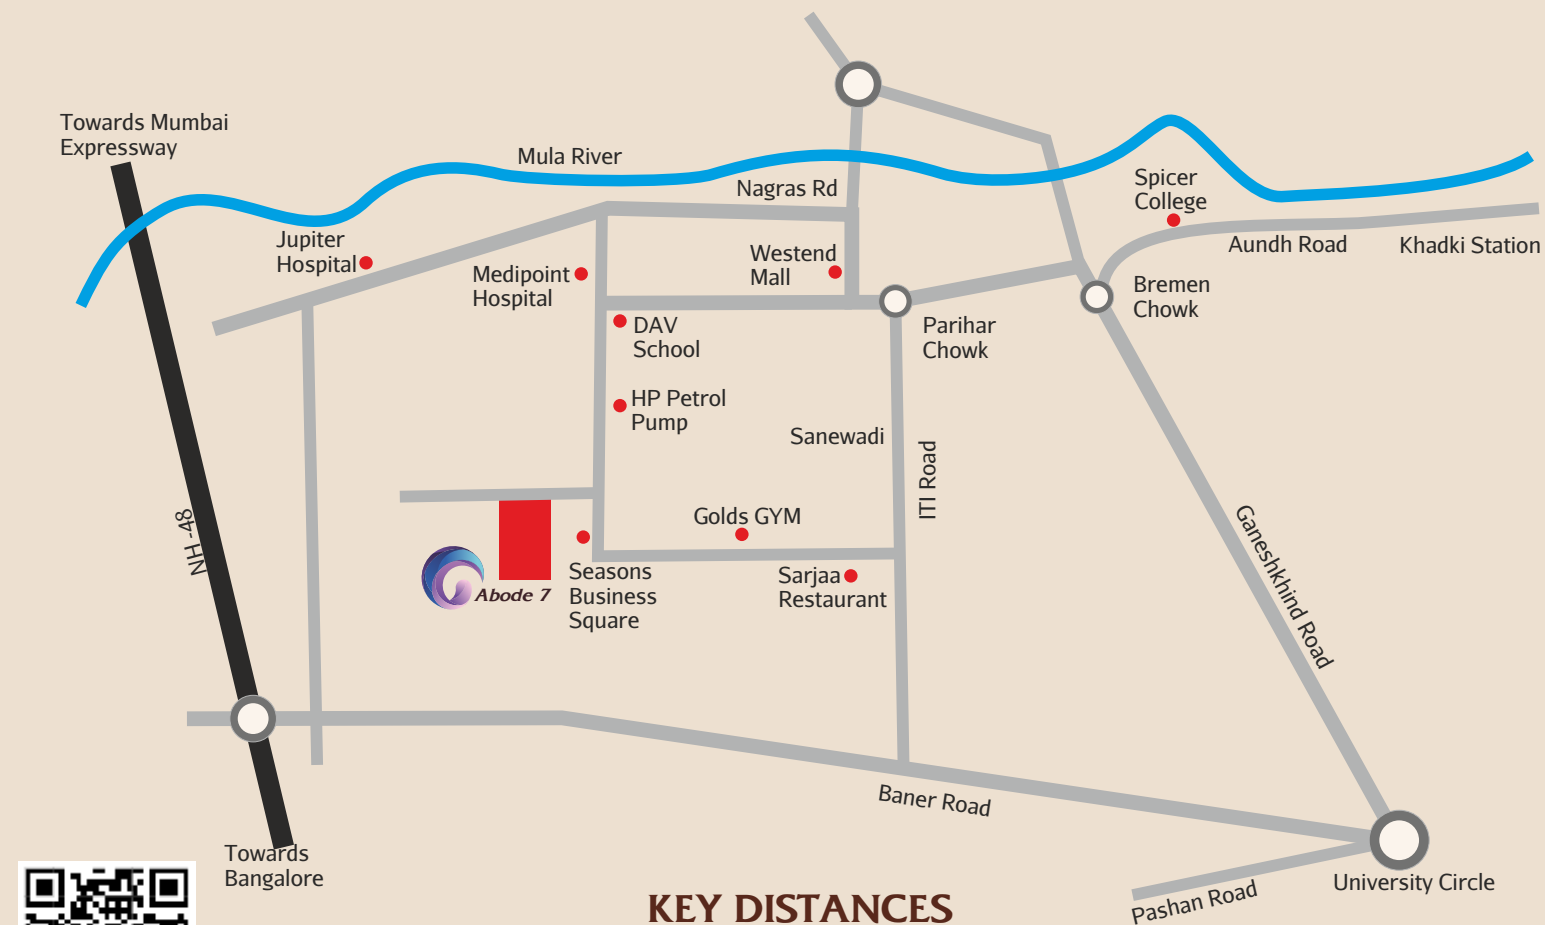 Towards Mumbai
Expressway
Mula River
Nagras Rd
Spicer
College
Jupiter
Hospital
Medipoint
Hospital
Westend
Mall
Aundh Road
Khadki Station
Bremen
Chowk
DAV
School
Parihar
Chowk
HP Petrol
Pump
Sanewadi
ITI Road
NH -48
Golds GYM
Ganeshkhind Road
Abode 7
Seasons
Business
Square
Sarjaa
Restaurant
Baner Road
Towards
Bangalore
University Circle
Pashan Road
KEY DISTANCES